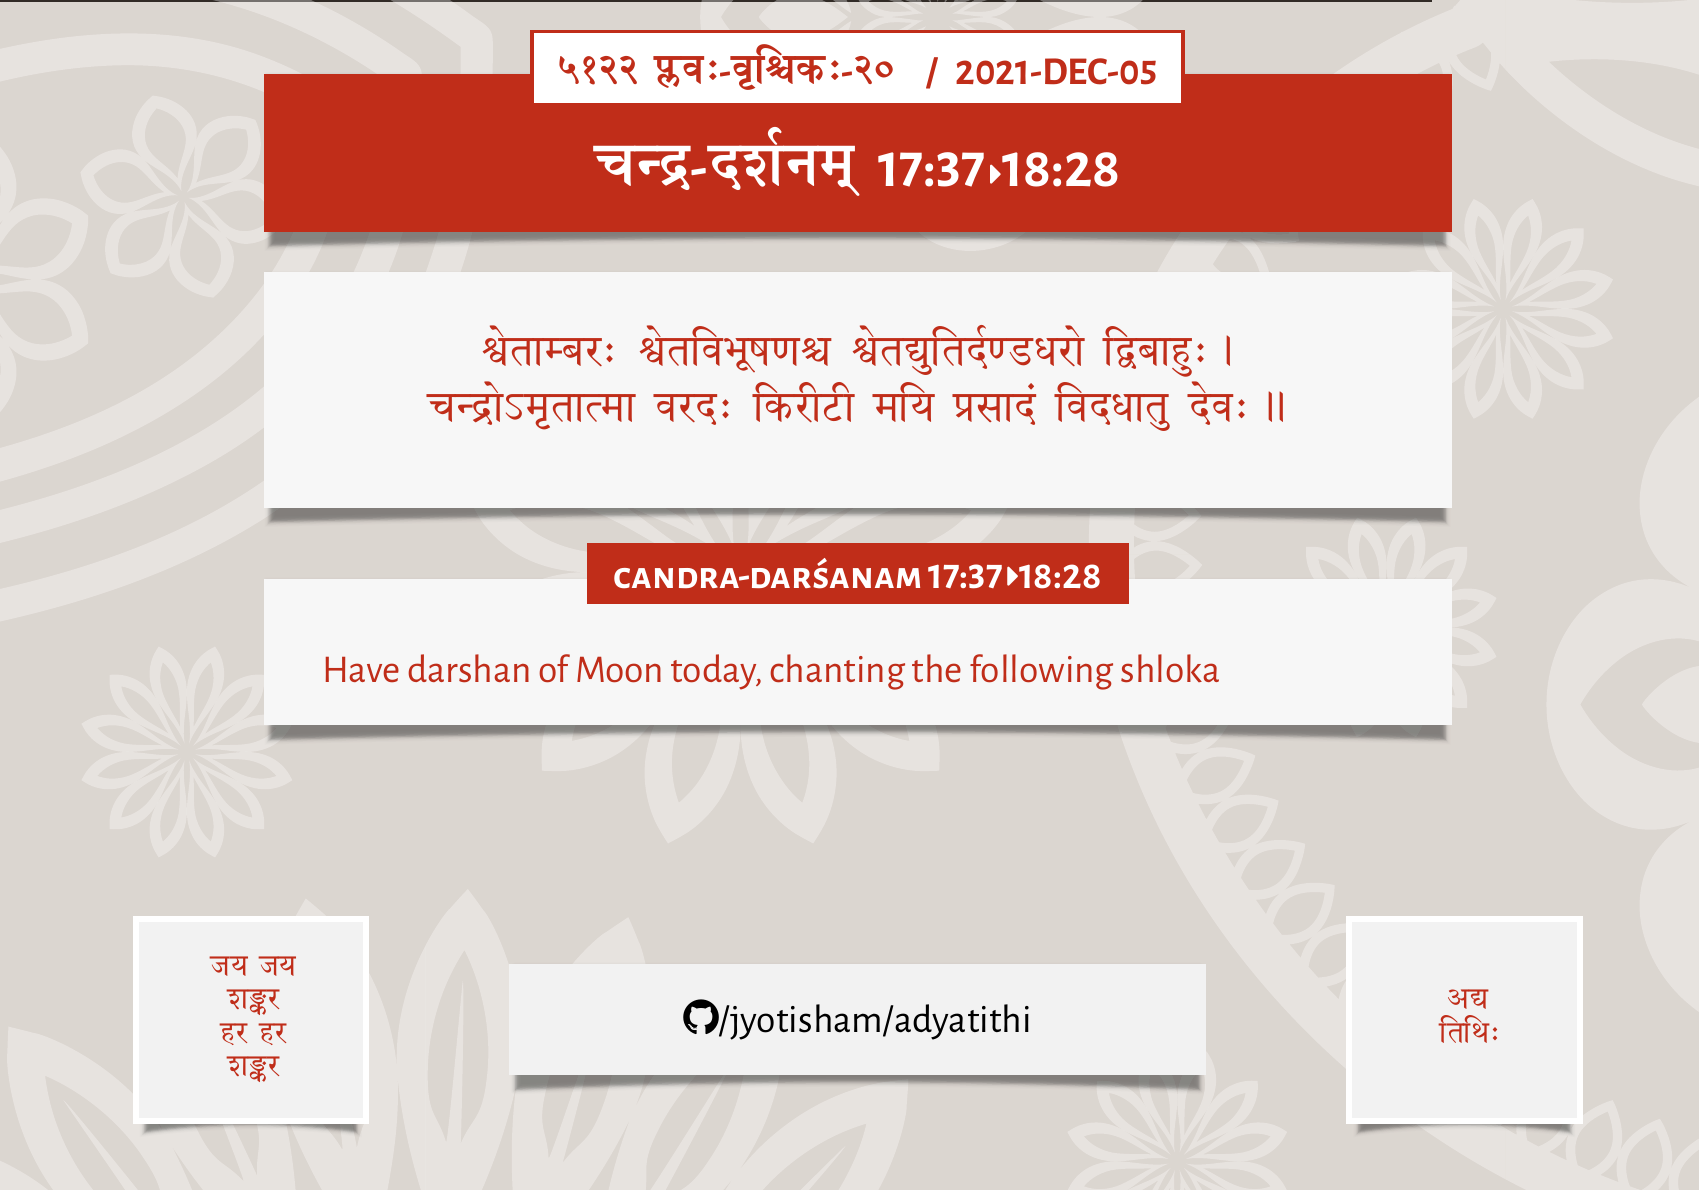 ५१२२ प्लवः-वृश्चिकः-२० / 2021-DEC-05
चन्द्र-दर्शनम् 17:37▸18:28
श्वेताम्बरः श्वेतविभूषणश्च श्वेतद्युतिर्दण्डधरो द्विबाहुः ।
चन्द्रोऽमृतात्मा वरदः किरीटी मयि प्रसादं विदधातु देवः ॥
CANDRA-DARŚANAM 17:37▸18:28
Have darshan of Moon today, chanting the following shloka
जय जय
शङ्कर
हर हर
शङ्कर
/jyotisham/adyatithi
अद्य
तिथिः